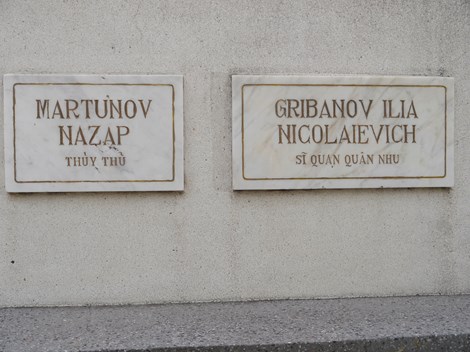 MARTUNOV
NAZAP
THỦY THỦ
GRIBANOV ILIA
NICOLAIEVICH
SĨ QUAN QUÂN NHU